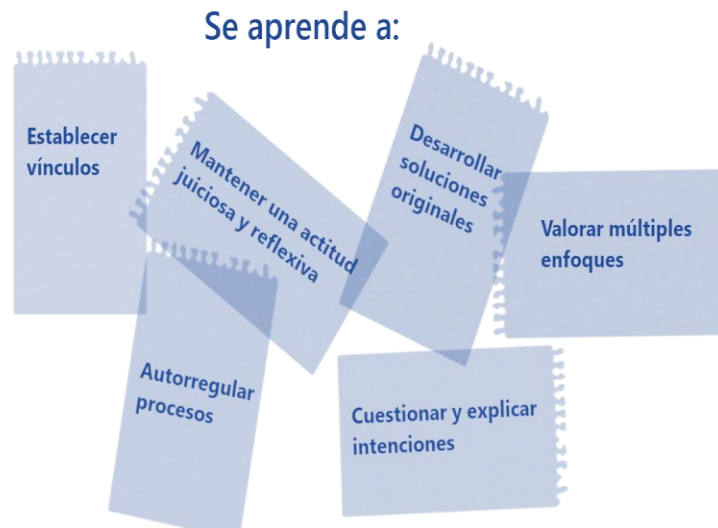 Se aprende a:
Establecer
vínculos
Mantener una actitud
juiciosa y reflexiva
Desarrollar
soluciones
originales
Valorar múltiples
enfoques
Autorregular
procesos
Cuestionar y explicar
intenciones